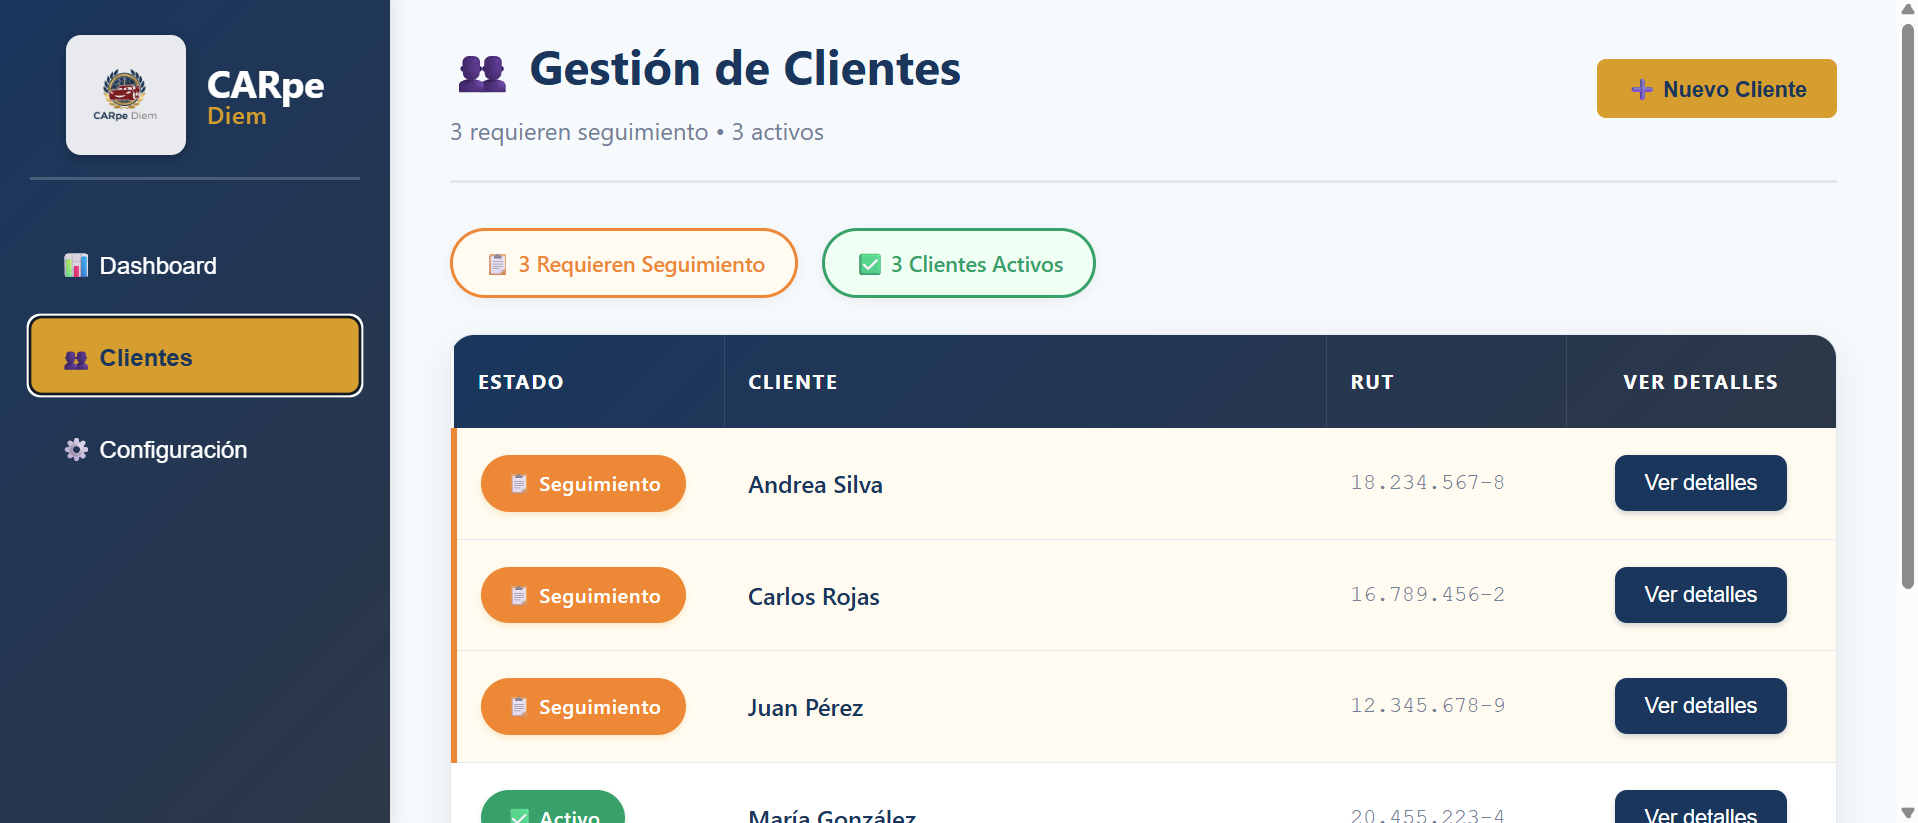 CARpe Diem
CARpe
Diem
Dashboard
Clientes
Configuración
Gestión de Clientes
3 requieren seguimiento • 3 activos
Nuevo Cliente
3 Requieren Seguimiento
3 Clientes Activos
ESTADO CLIENTE RUT VER DETALLES
Seguimiento Andrea Silva 18.234.567-8 Ver detalles
Seguimiento Carlos Rojas 16.789.456-2 Ver detalles
Seguimiento Juan Pérez 12.345.678-9 Ver detalles
Activo María González 20.455.223-4 Ver detalles